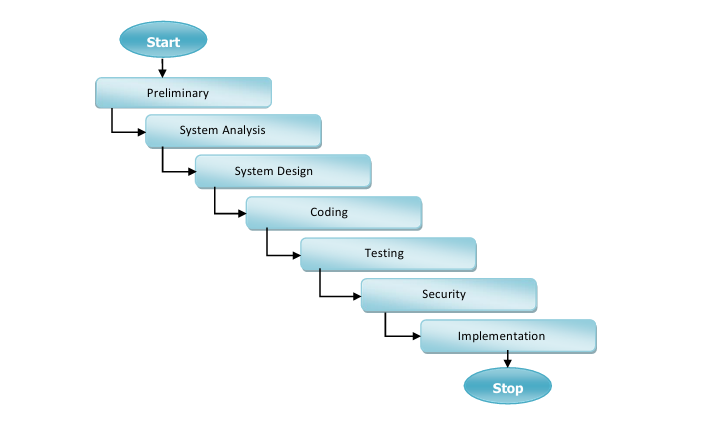 Start
Preliminary
System Analysis
System Design
Coding
Testing
Security
Implementation
Stop